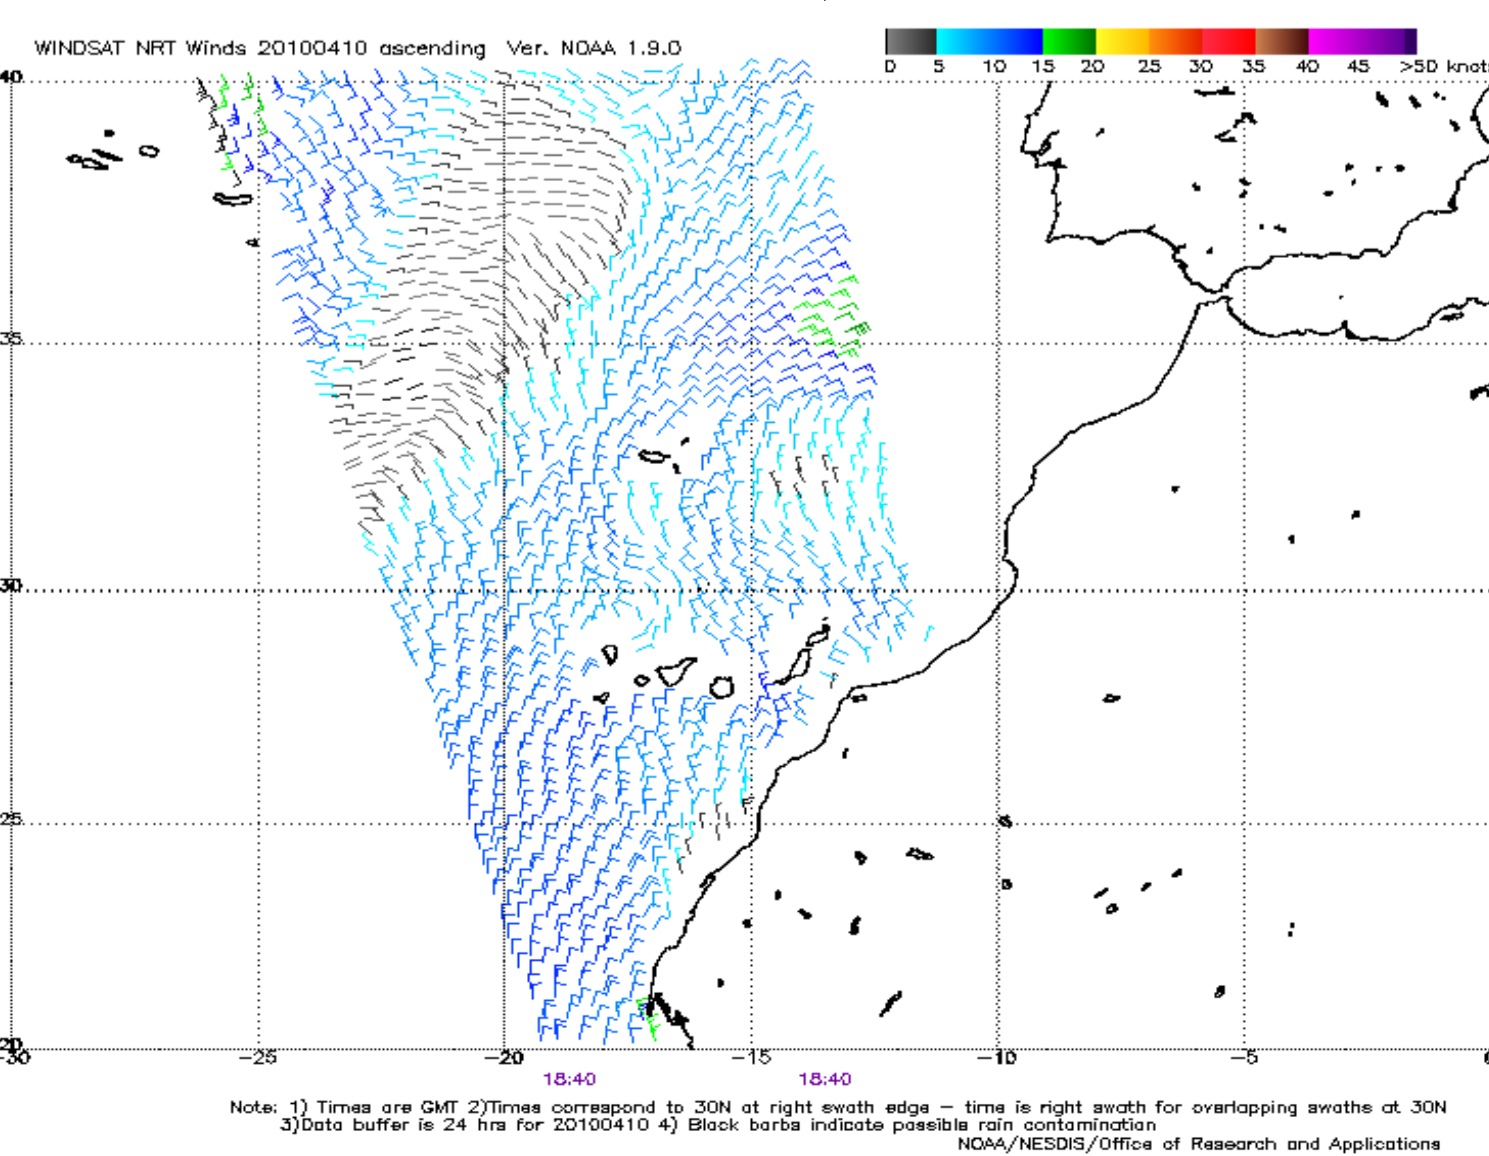 WINDSAT NRT Winds 20100410 ascending Ver. NOAA 1.9.0
0 5 10 15 20 25 30 35 40 45 >50 knots
40
35
30
25
20
-30 -25 -20 -15 -10 -5 0
18:40 18:40
Note: 1) Times are GMT 2)Times correspond to 30N at right swath edge - time is right swath for overlapping swaths at 30N
3)Data buffer is 24 hrs for 20100410 4) Black barbs indicate possible rain contamination
NOAA/NESDIS/Office of Research and Applications